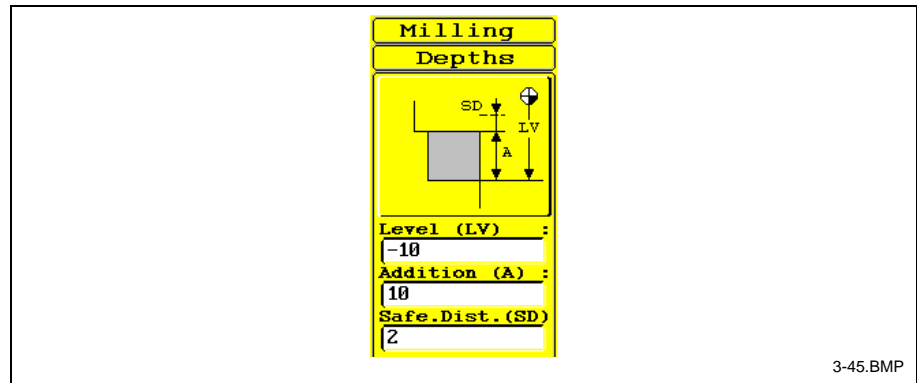 Milling
Depths
SD
LV
A
Level (LV) :
-10
Addition (A) :
10
Safe.Dist.(SD)
2
3-45.BMP